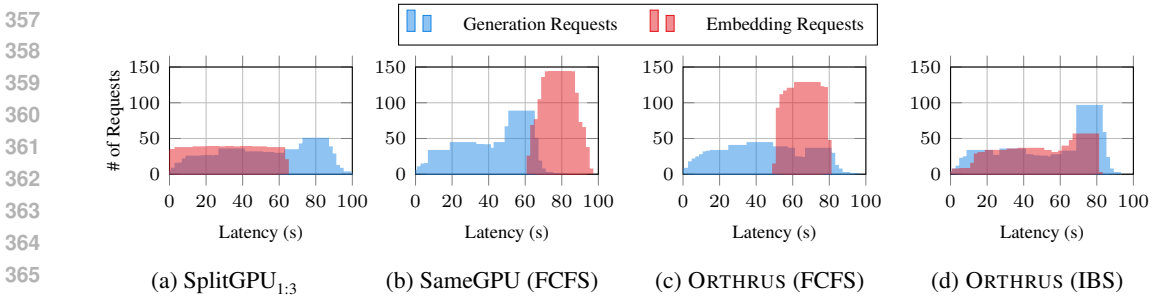 357
358
359
360
361
362
363
364
365
Generation Requests Embedding Requests
# of Requests
150
100
50
0
0 20 40 60 80 100
Latency (s)
(a) SplitGPU1:3
150
100
50
0
0 20 40 60 80 100
Latency (s)
(b) SameGPU (FCFS)
150
100
50
0
0 20 40 60 80 100
Latency (s)
(c) ORTHRUS (FCFS)
150
100
50
0
0 20 40 60 80 100
Latency (s)
(d) ORTHRUS (IBS)